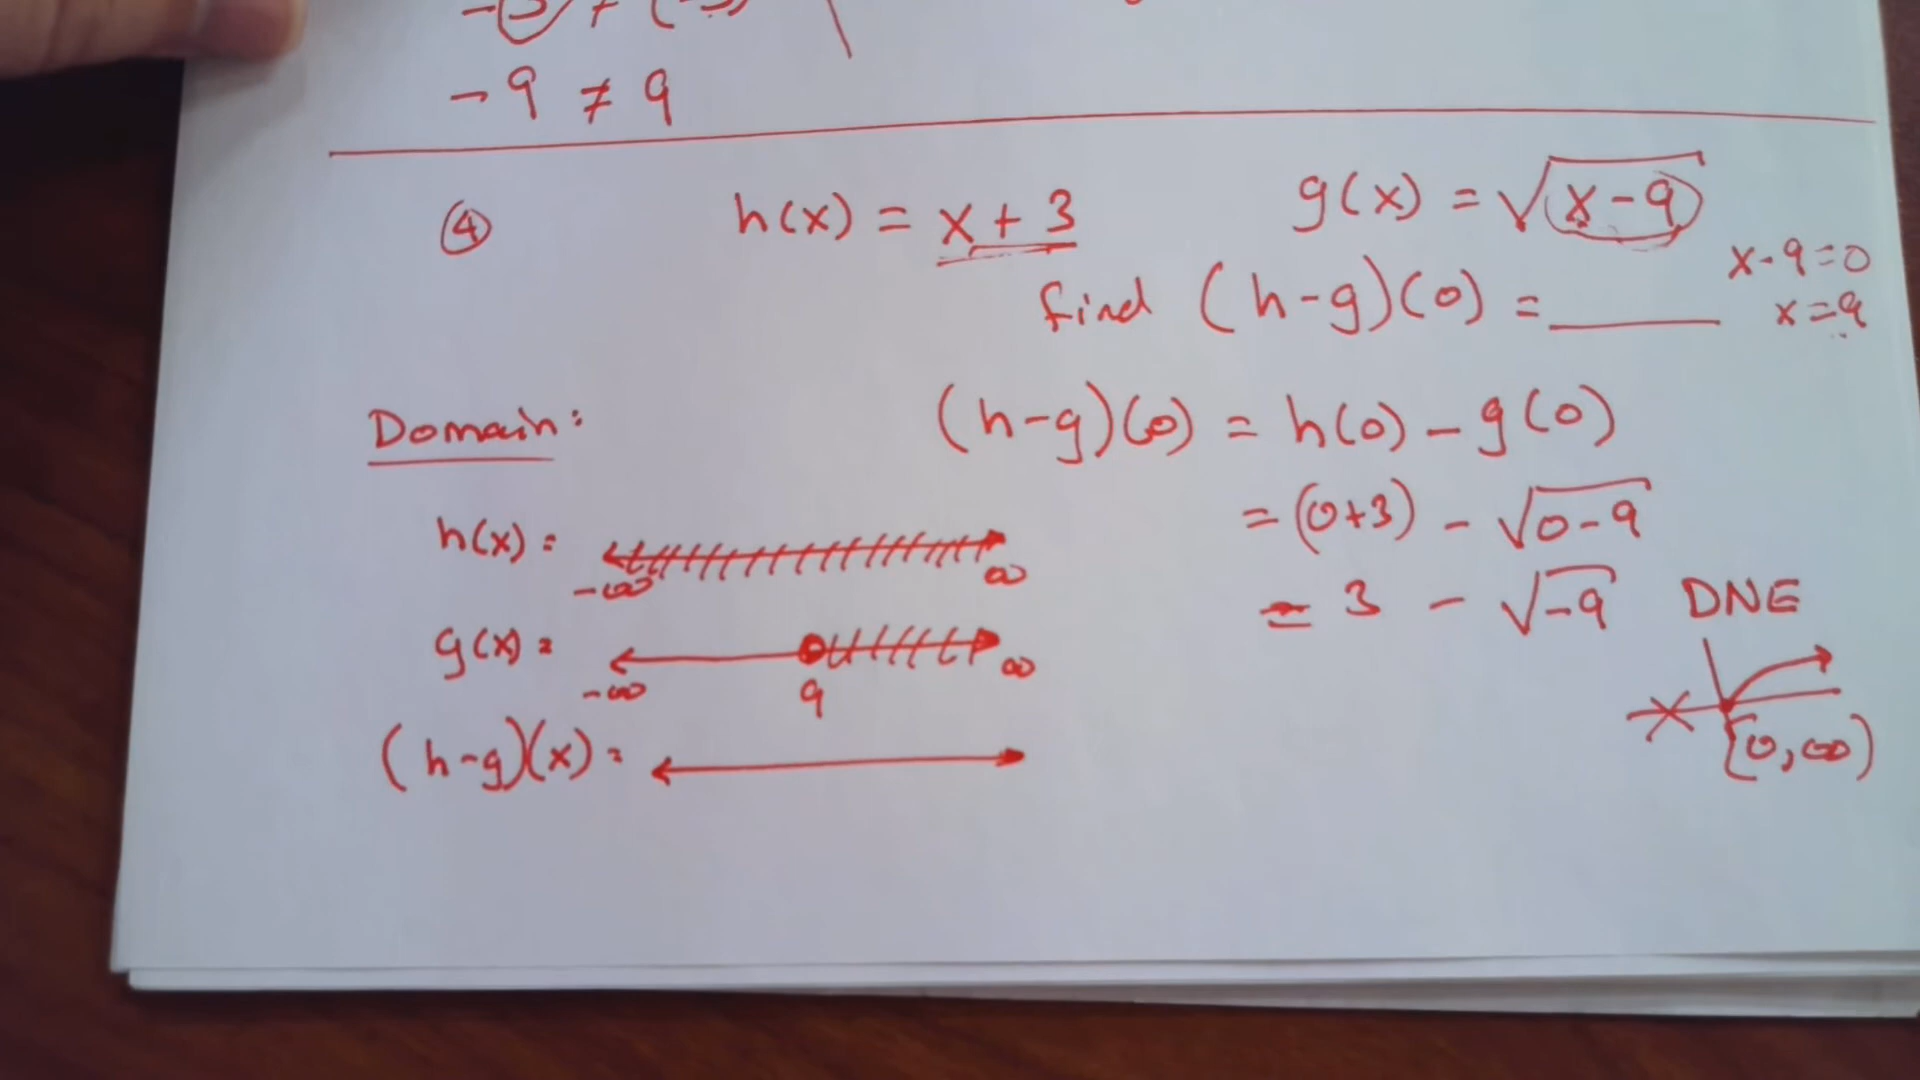 -9 ≠ 9
④ h(x) = x + 3 g(x) = √(x-9)
x-9=0
find (h-g)(0) = ______ x=9
Domain: (h-g)(0) = h(0) - g(0)
h(x) = = (0+3) - √(0-9)
-∞ ∞
= 3 - √-9 DNE
g(x) =
-∞ 9 ∞
(h-g)(x) = [0,∞)